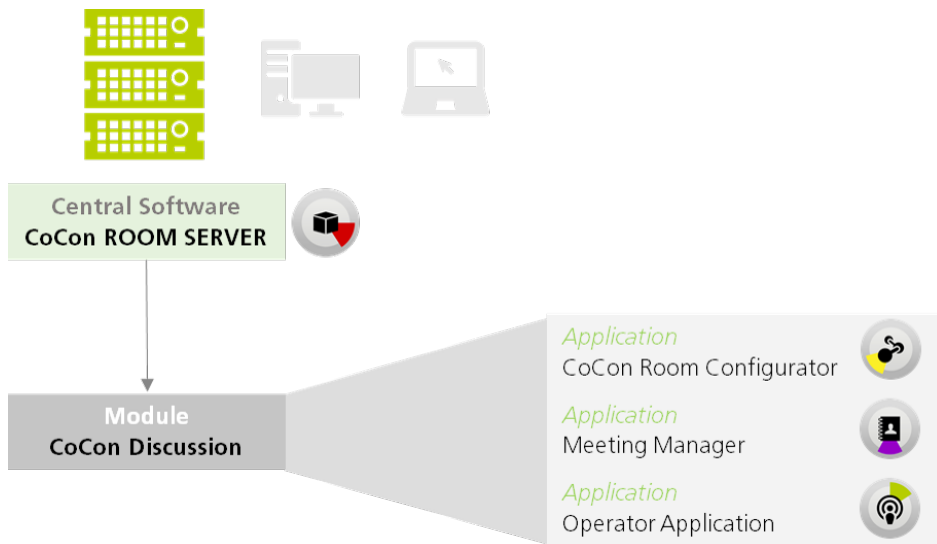 Central Software
CoCon ROOM SERVER
Module
CoCon Discussion
Application
CoCon Room Configurator
Application
Meeting Manager
Application
Operator Application